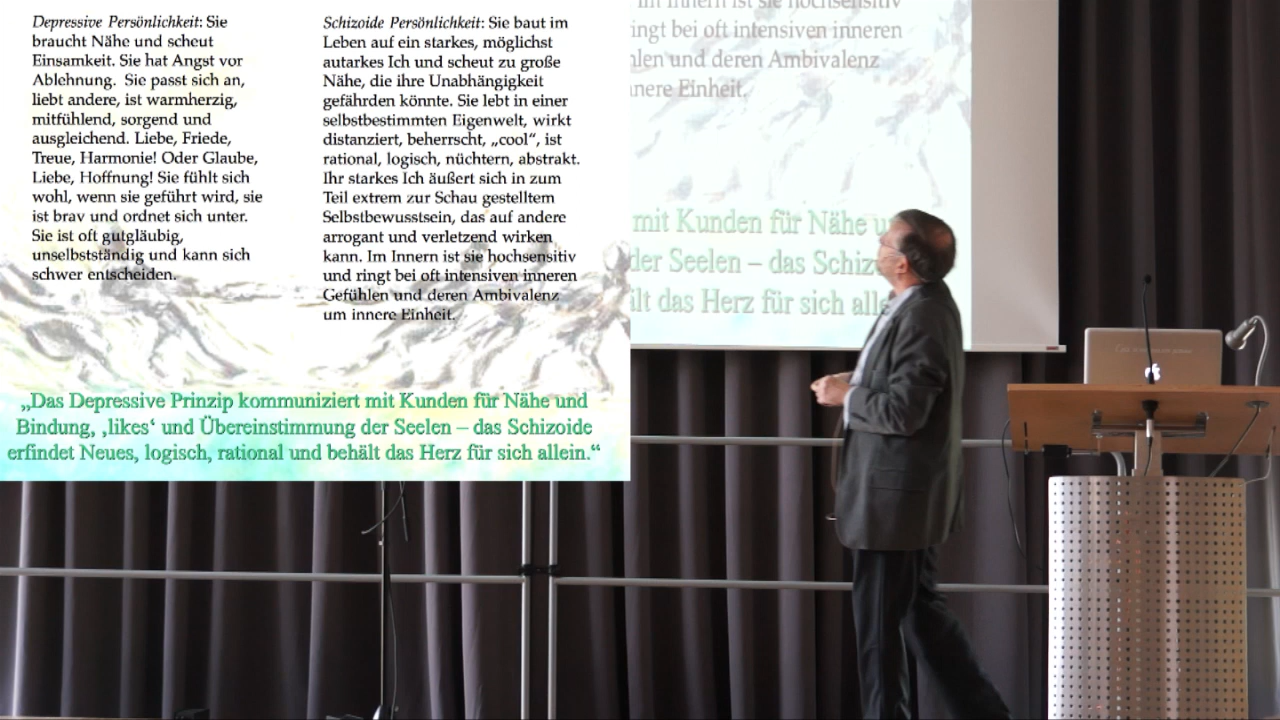 Depressive Persönlichkeit: Sie
braucht Nähe und scheut
Einsamkeit. Sie hat Angst vor
Ablehnung. Sie passt sich an,
liebt andere, ist warmherzig,
mitfühlend, sorgend und
ausgleichend. Liebe, Friede,
Treue, Harmonie! Oder Glaube,
Liebe, Hoffnung! Sie fühlt sich
wohl, wenn sie geführt wird, sie
ist brav und ordnet sich unter.
Sie ist oft gutgläubig,
unselbstständig und kann sich
schwer entscheiden.
Schizoide Persönlichkeit: Sie baut im
Leben auf ein starkes, möglichst
autarkes Ich und scheut zu große
Nähe, die ihre Unabhängigkeit
gefährden könnte. Sie lebt in einer
selbstbestimmten Eigenwelt, wirkt
distanziert, beherrscht, „cool“, ist
rational, logisch, nüchtern, abstrakt.
Ihr starkes Ich äußert sich in zum
Teil extrem zur Schau gestelltem
Selbstbewusstsein, das auf andere
arrogant und verletzend wirken
kann. Im Innern ist sie hochsensitiv
und ringt bei oft intensiven inneren
Gefühlen und deren Ambivalenz
um innere Einheit.
„Das Depressive Prinzip kommuniziert mit Kunden für Nähe und
Bindung, ‚likes‘ und Übereinstimmung der Seelen – das Schizoide
erfindet Neues, logisch, rational und behält das Herz für sich allein.“
im Innern ist sie hochsensitiv
ingt bei oft intensiven inneren
hlen und deren Ambivalenz
nnere Einheit.
mit Kunden für Nähe u
der Seelen – das Schizo
ält das Herz für sich alle